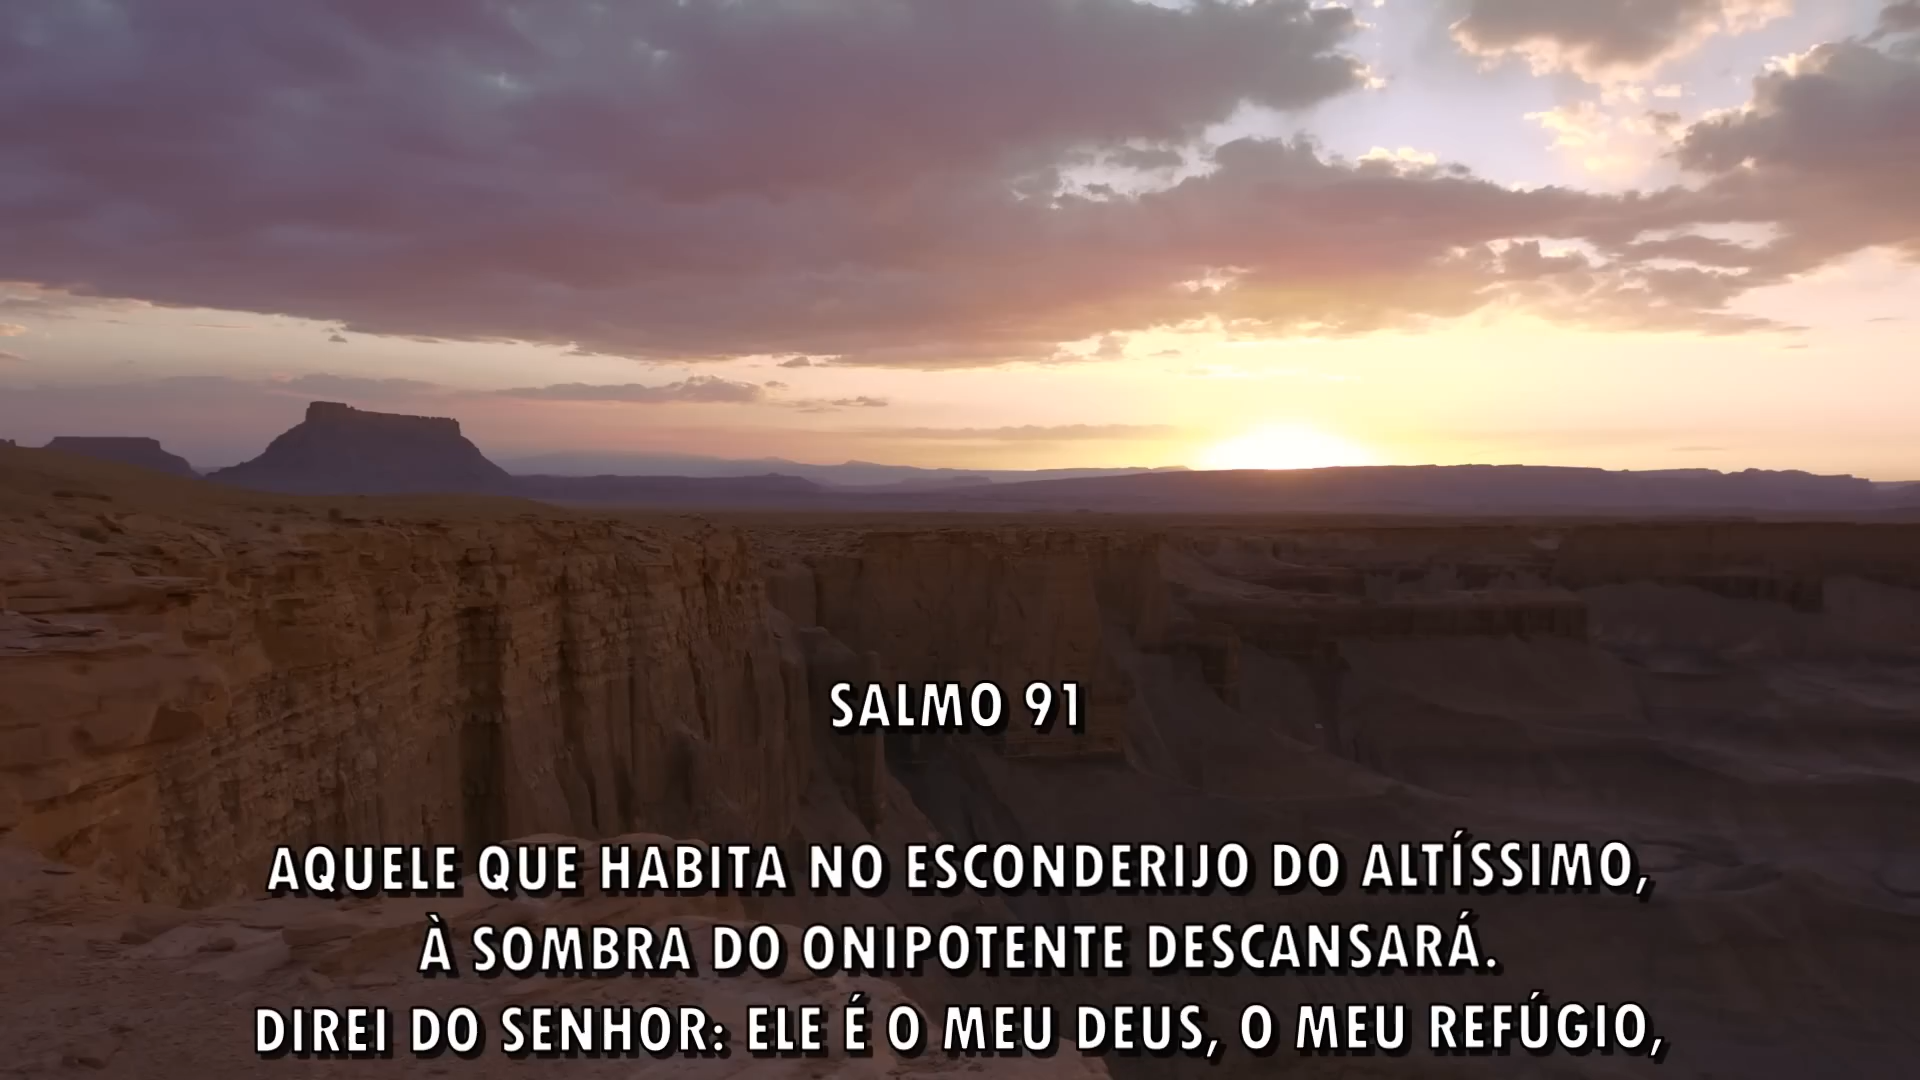 SALMO 91
AQUELE QUE HABITA NO ESCONDERIJO DO ALTÍSSIMO,
À SOMBRA DO ONIPOTENTE DESCANSARÁ.
DIREI DO SENHOR: ELE É O MEU DEUS, O MEU REFÚGIO,